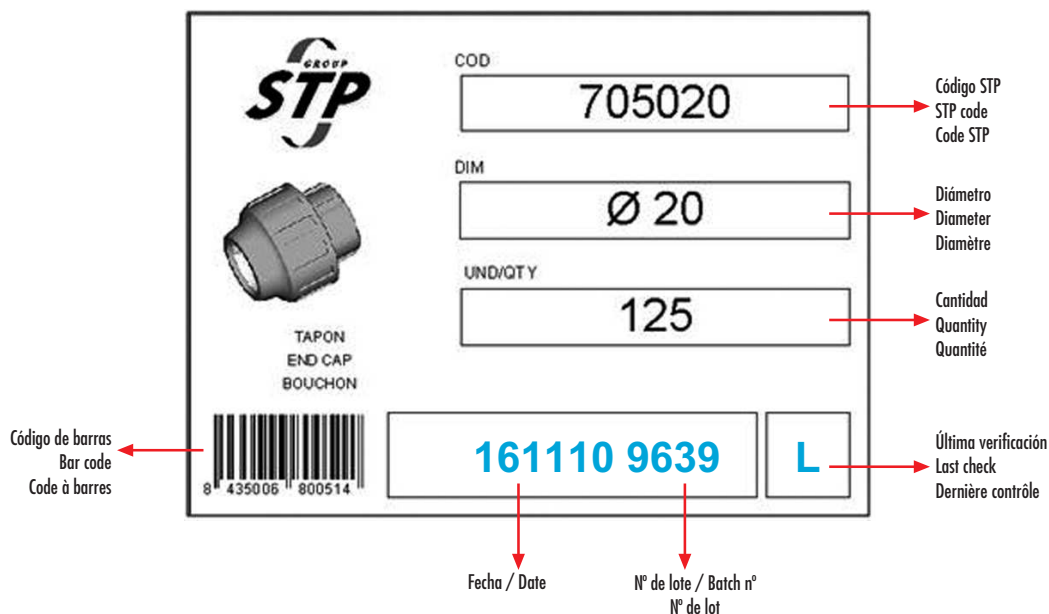 GROUP
STP
COD
705020
Código STP
STP code
Code STP
DIM
Ø 20
Diámetro
Diameter
Diamètre
UND/QTY
125
Cantidad
Quantity
Quantité
TAPON
END CAP
BOUCHON
Código de barras
Bar code
Code à barres
8 435006 800514
161110 9639
L
Última verificación
Last check
Dernière contrôle
Fecha / Date
Nº de lote / Batch nº
Nº de lot